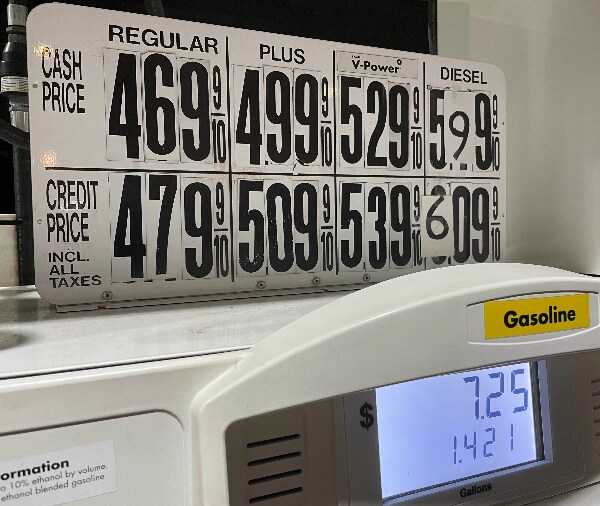 REGULAR PLUS V-Power DIESEL
CASH PRICE 469 9/10 499 9/10 529 9/10 599 9/10
CREDIT PRICE 479 9/10 509 9/10 539 9/10 609 9/10
INCL.
ALL
TAXES
Gasoline
$ 7.25
1.421
Gallons
ormation
o 10% ethanol by volume.
ethanol blended gasoline